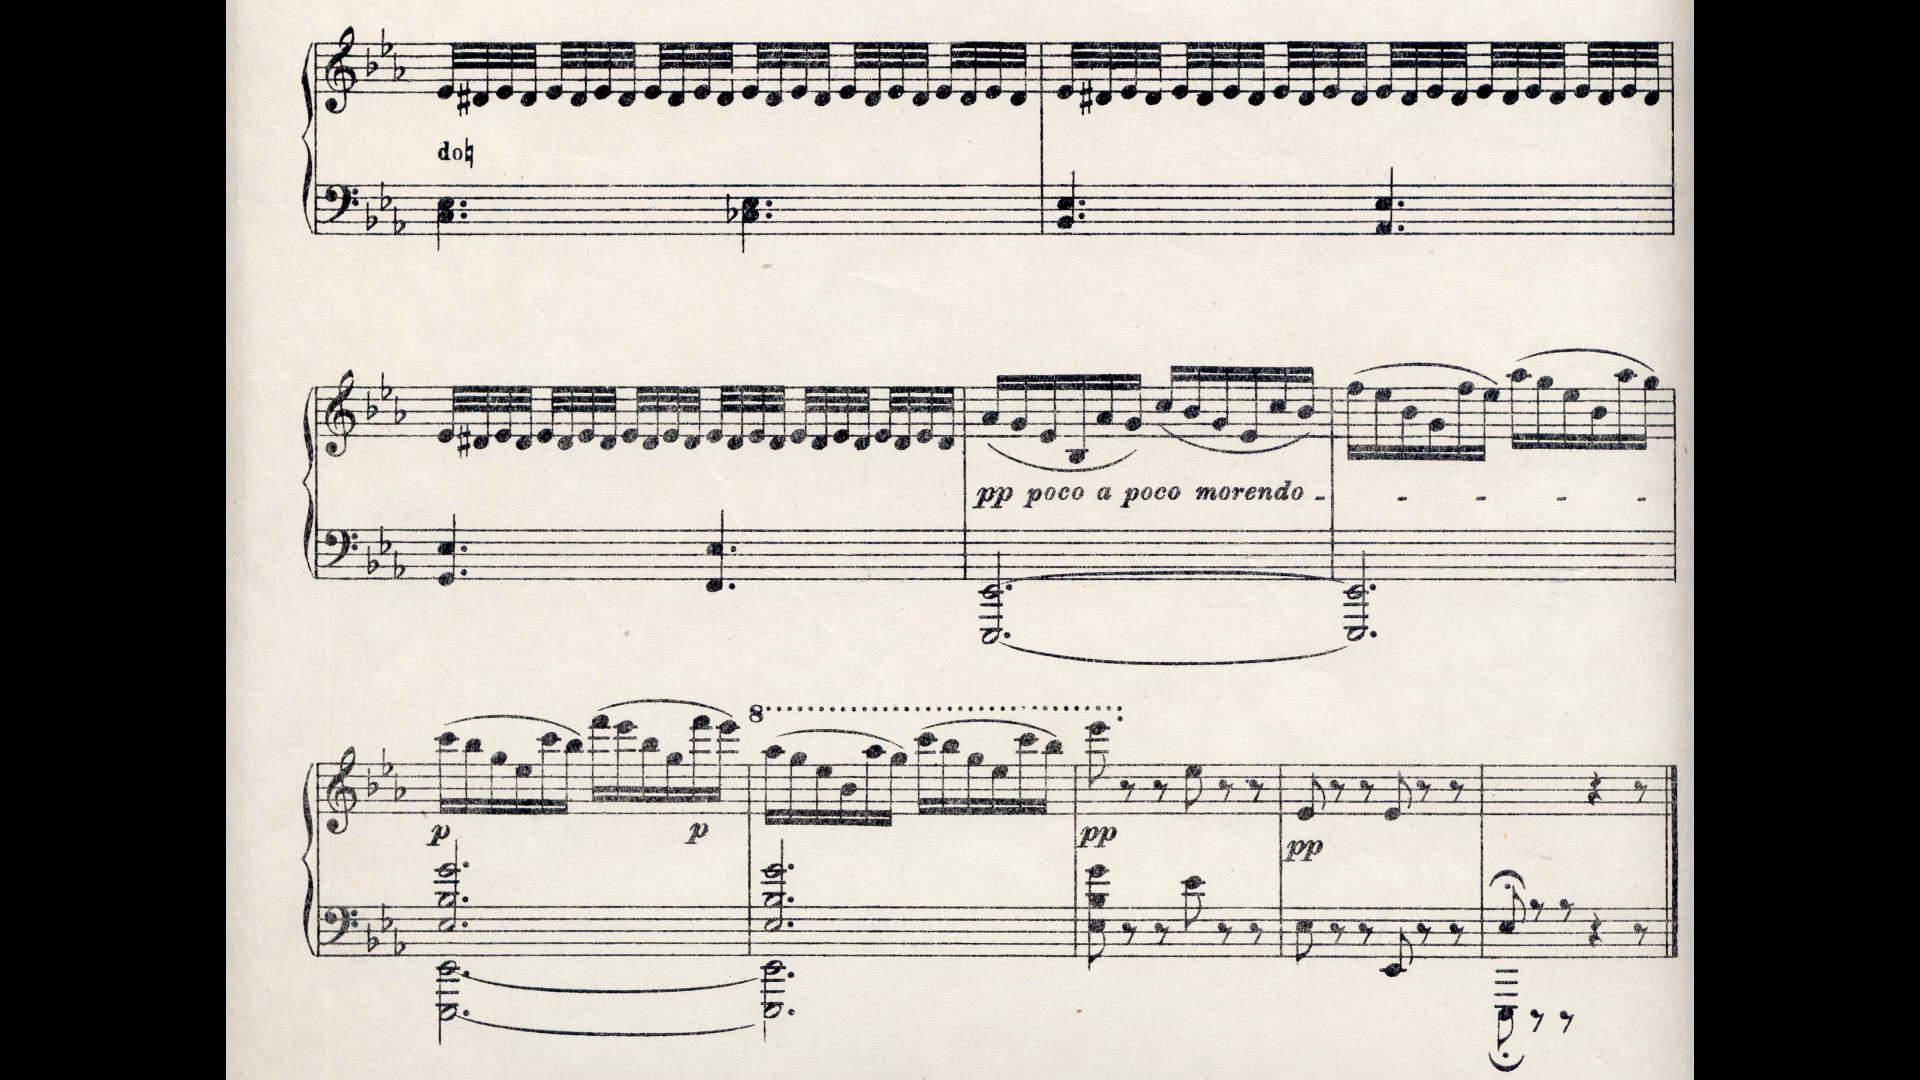 do♮
pp poco a poco morendo - - - - -
8
p p
pp pp